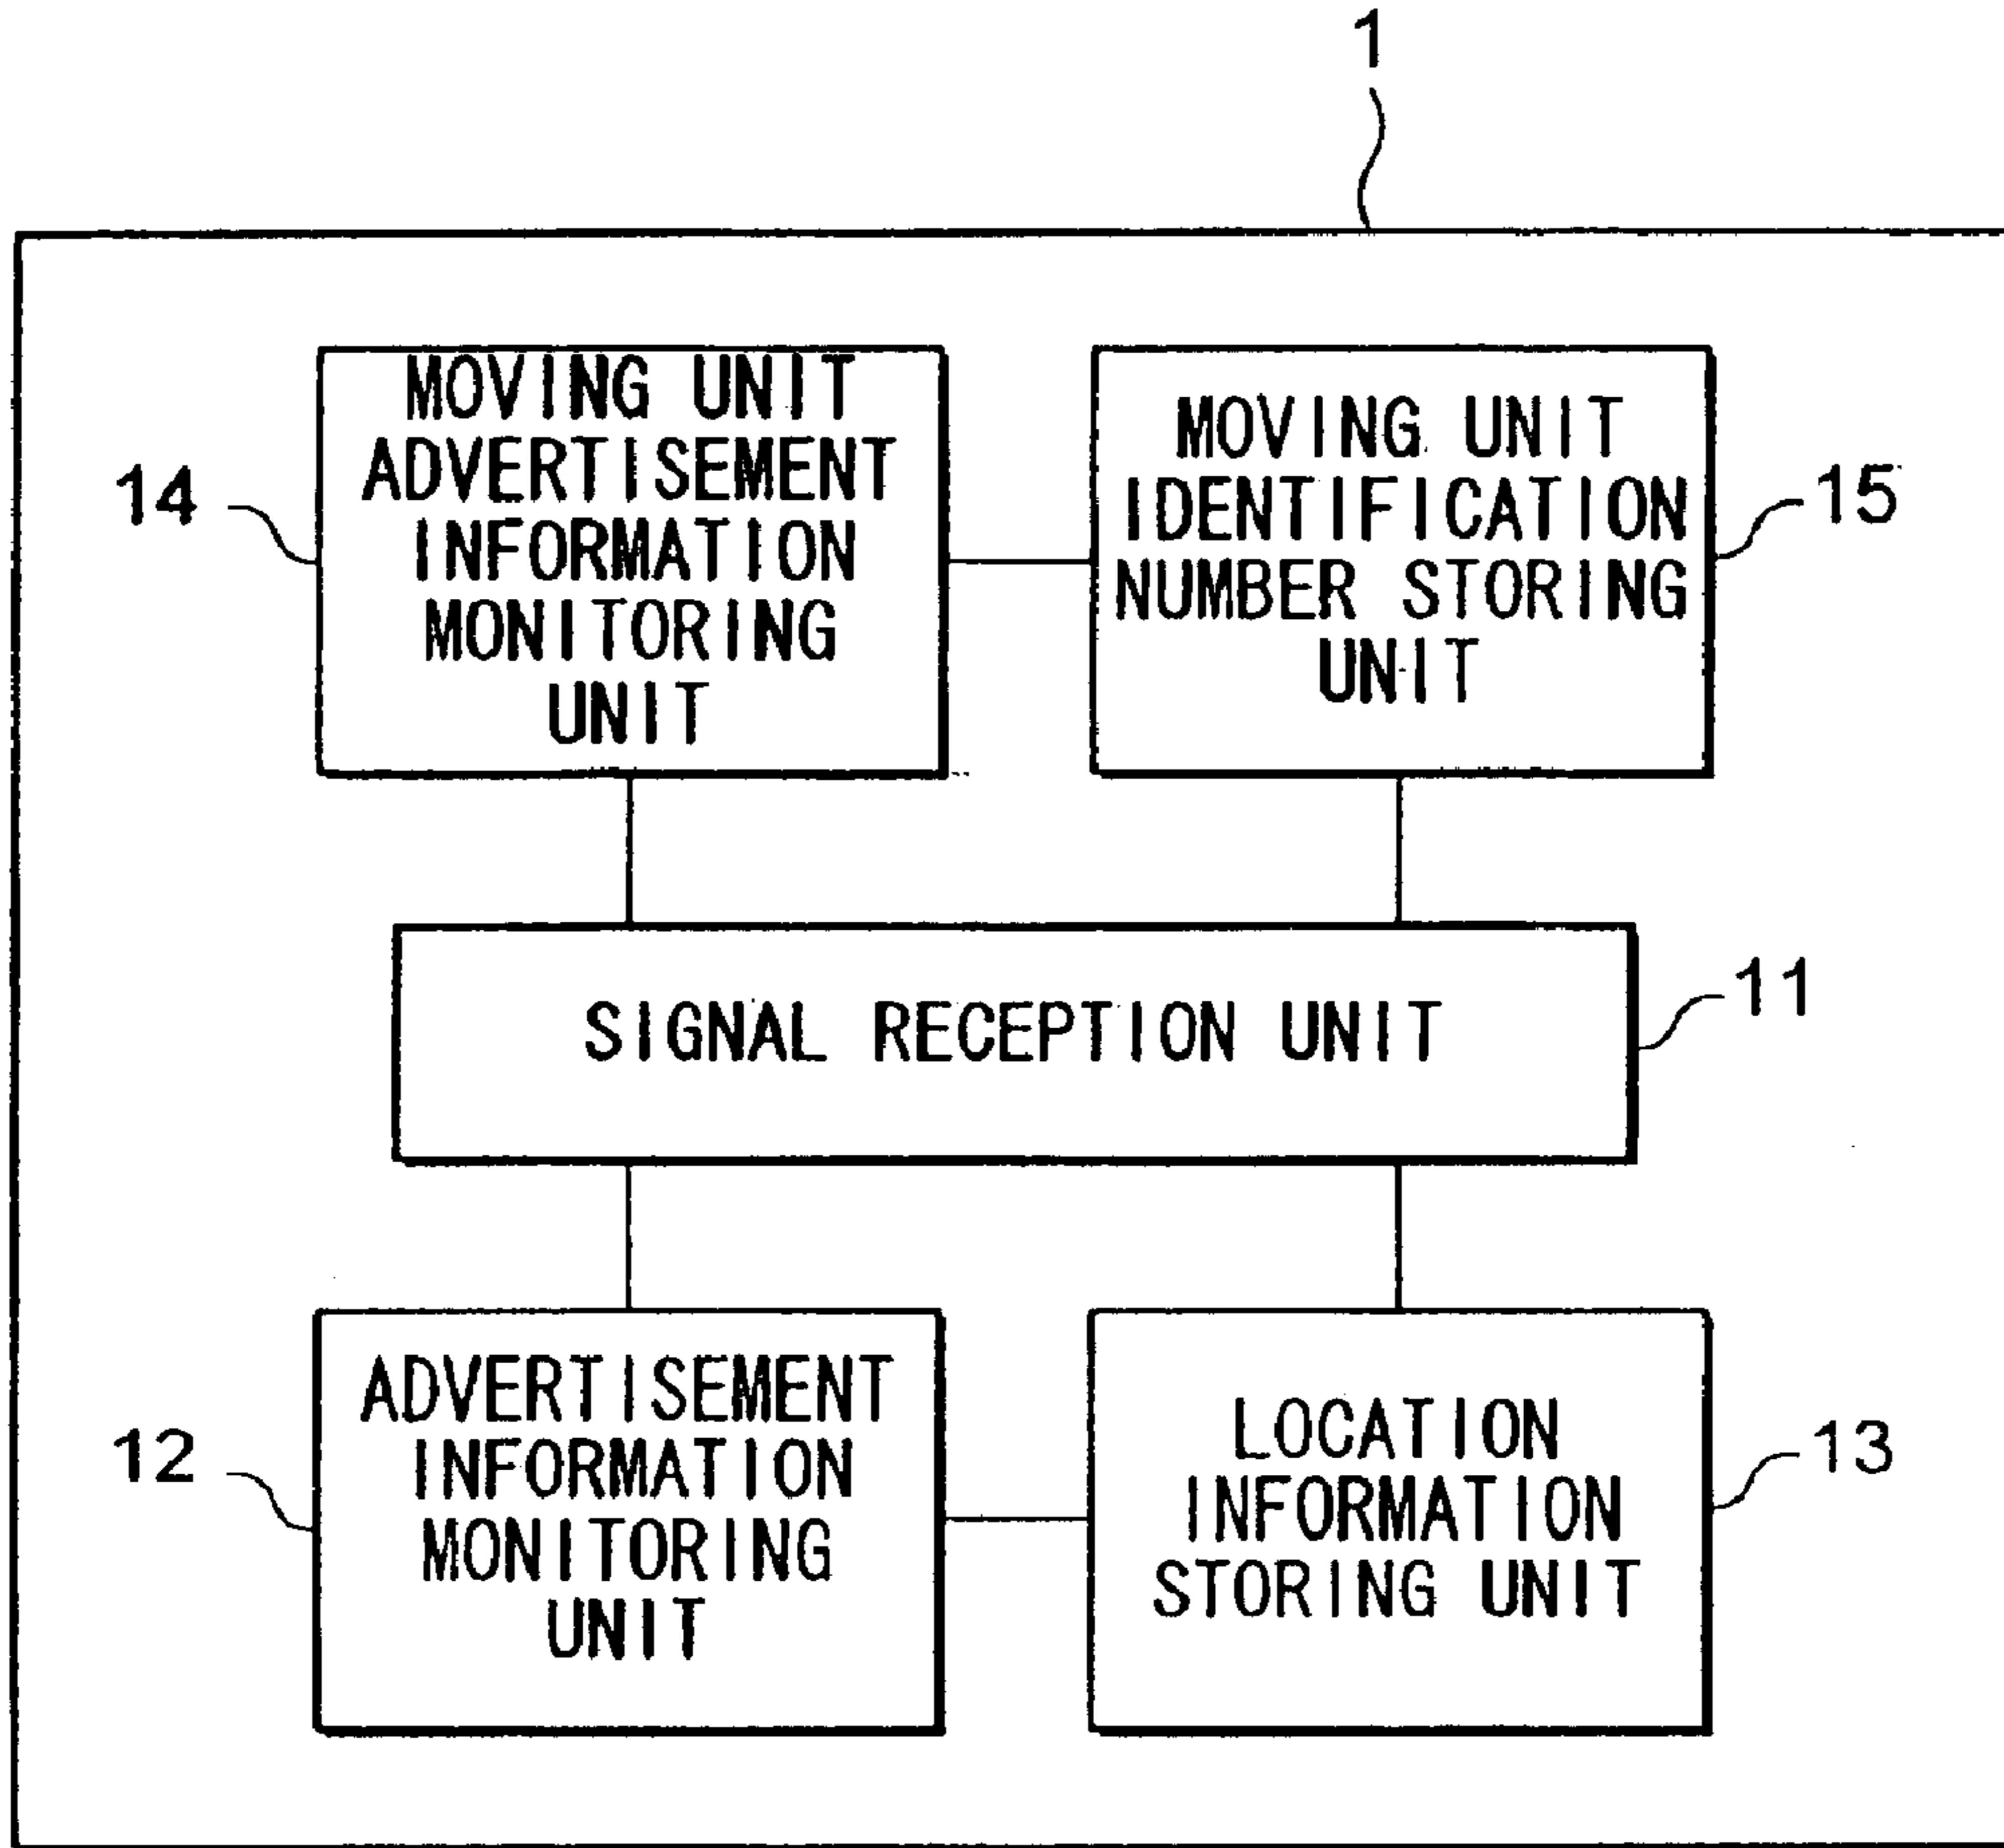 1
MOVING UNIT
ADVERTISEMENT
INFORMATION
MONITORING
UNIT
14
MOVING UNIT
IDENTIFICATION
NUMBER STORING
UNIT
15
SIGNAL RECEPTION UNIT
11
ADVERTISEMENT
INFORMATION
MONITORING
UNIT
12
LOCATION
INFORMATION
STORING UNIT
13